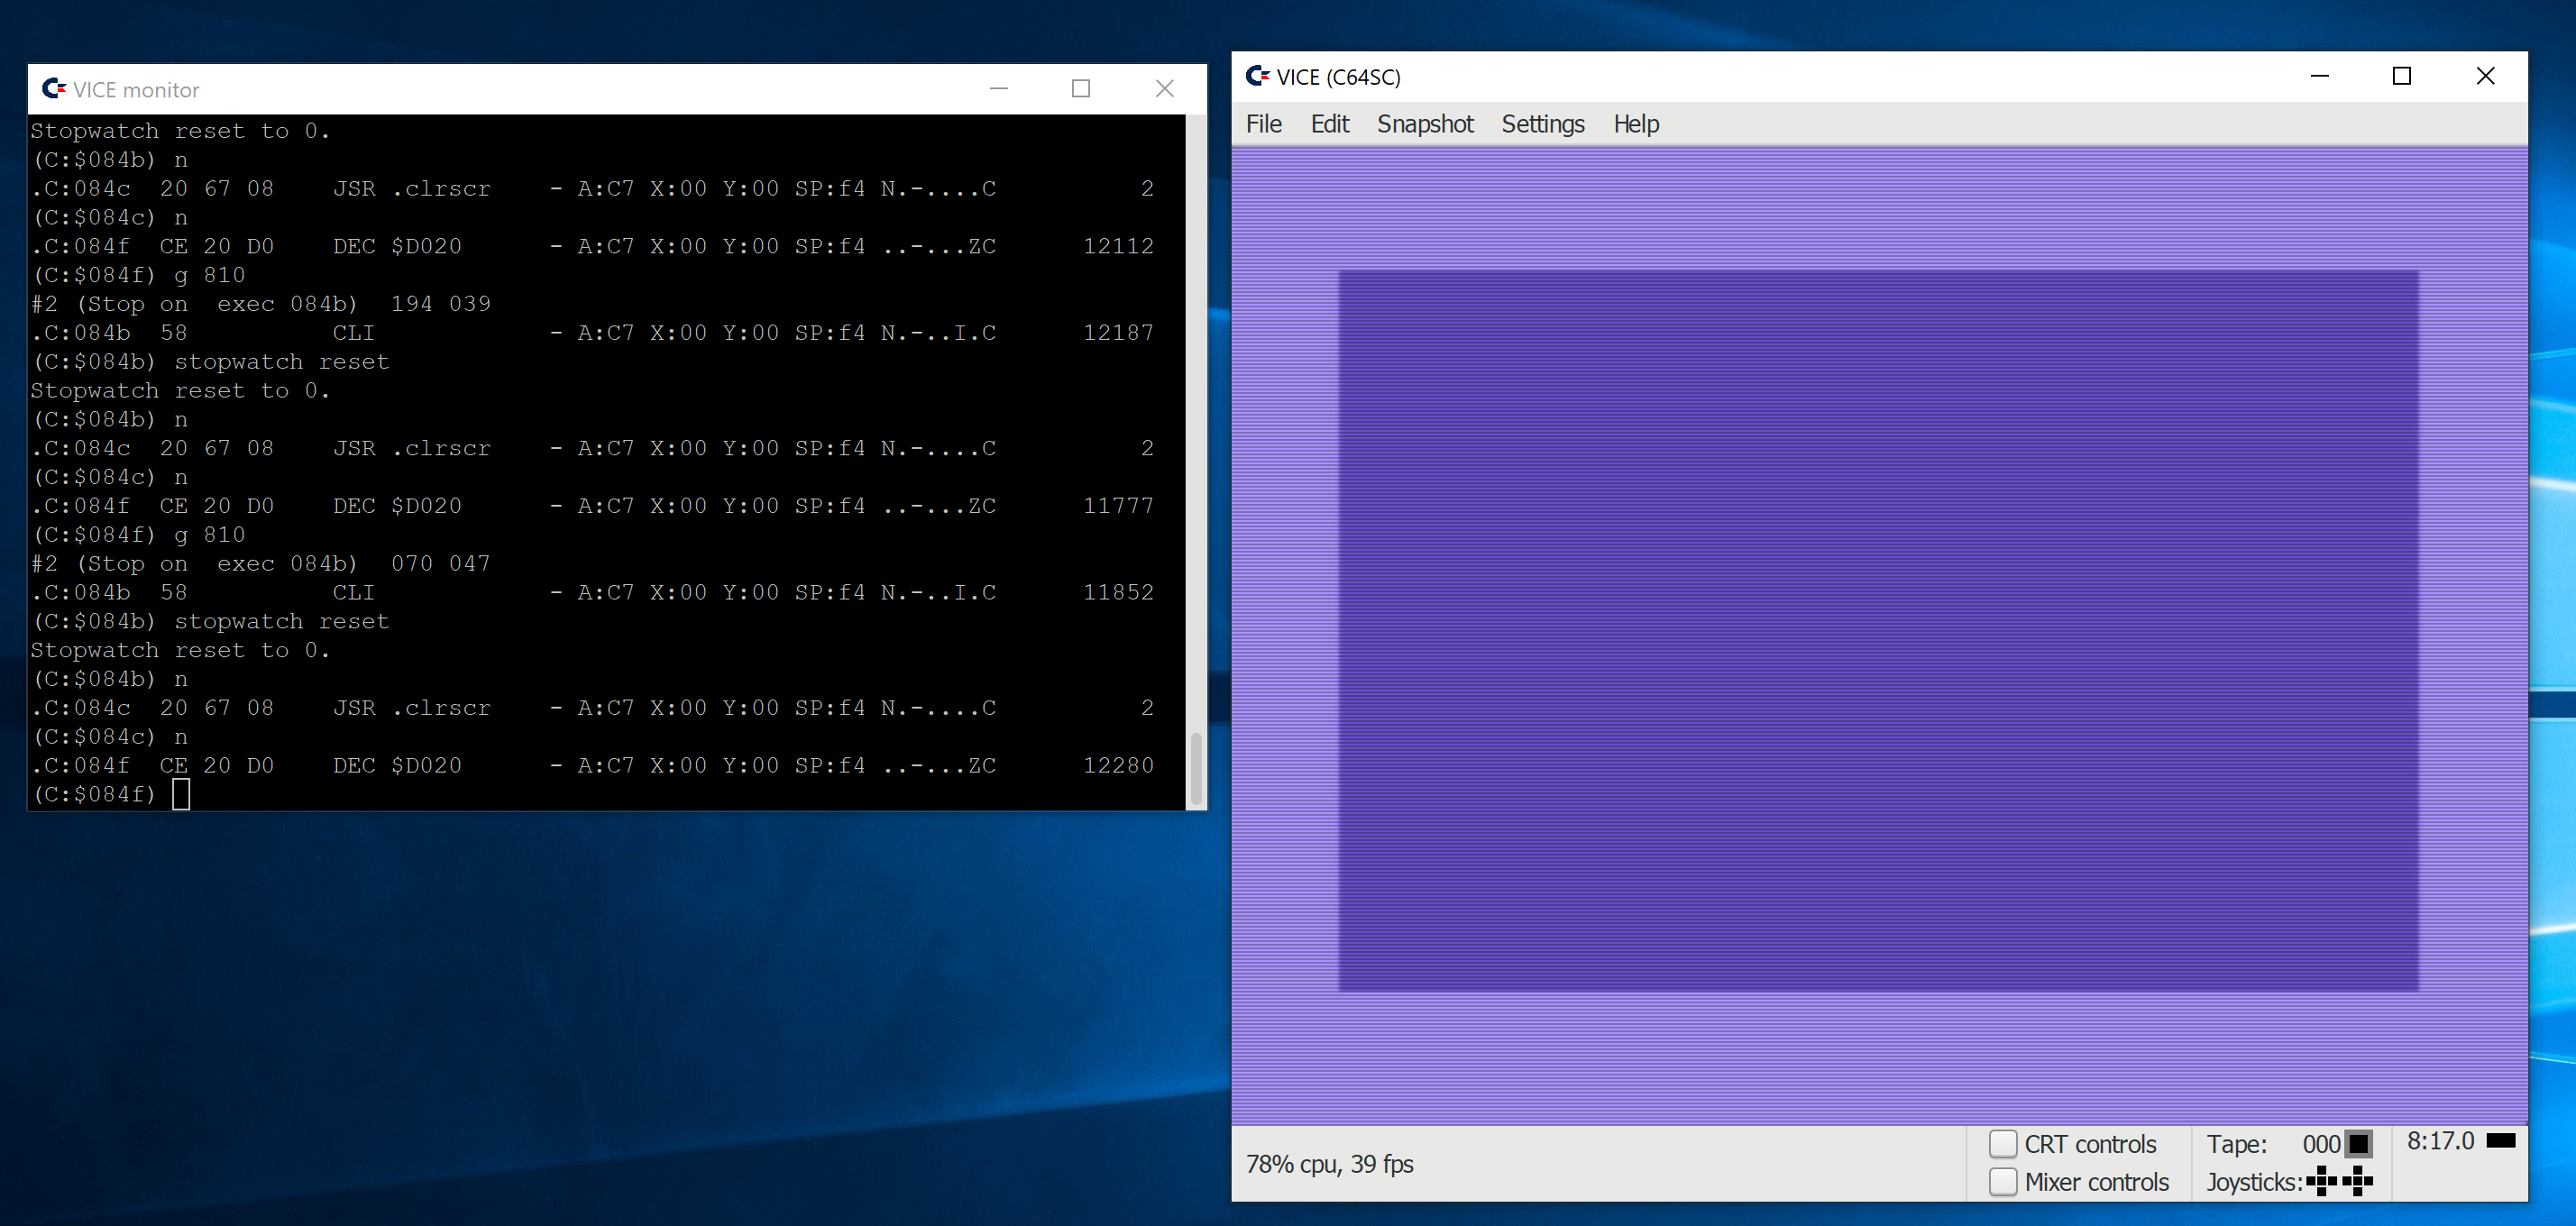 VICE monitor
Stopwatch reset to 0.
(C:$084b) n
.C:084c  20 67 08    JSR .clrscr    - A:C7 X:00 Y:00 SP:f4 N.-....C          2
(C:$084c) n
.C:084f  CE 20 D0    DEC $D020      - A:C7 X:00 Y:00 SP:f4 ..-...ZC      12112
(C:$084f) g 810
#2 (Stop on  exec 084b)  194 039
.C:084b  58          CLI            - A:C7 X:00 Y:00 SP:f4 N.-..I.C      12187
(C:$084b) stopwatch reset
Stopwatch reset to 0.
(C:$084b) n
.C:084c  20 67 08    JSR .clrscr    - A:C7 X:00 Y:00 SP:f4 N.-....C          2
(C:$084c) n
.C:084f  CE 20 D0    DEC $D020      - A:C7 X:00 Y:00 SP:f4 ..-...ZC      11777
(C:$084f) g 810
#2 (Stop on  exec 084b)  070 047
.C:084b  58          CLI            - A:C7 X:00 Y:00 SP:f4 N.-..I.C      11852
(C:$084b) stopwatch reset
Stopwatch reset to 0.
(C:$084b) n
.C:084c  20 67 08    JSR .clrscr    - A:C7 X:00 Y:00 SP:f4 N.-....C          2
(C:$084c) n
.C:084f  CE 20 D0    DEC $D020      - A:C7 X:00 Y:00 SP:f4 ..-...ZC      12280
(C:$084f)
VICE (C64SC)
File Edit Snapshot Settings Help
78% cpu, 39 fps
CRT controls
Mixer controls
Tape: 000
Joysticks:
8:17.0